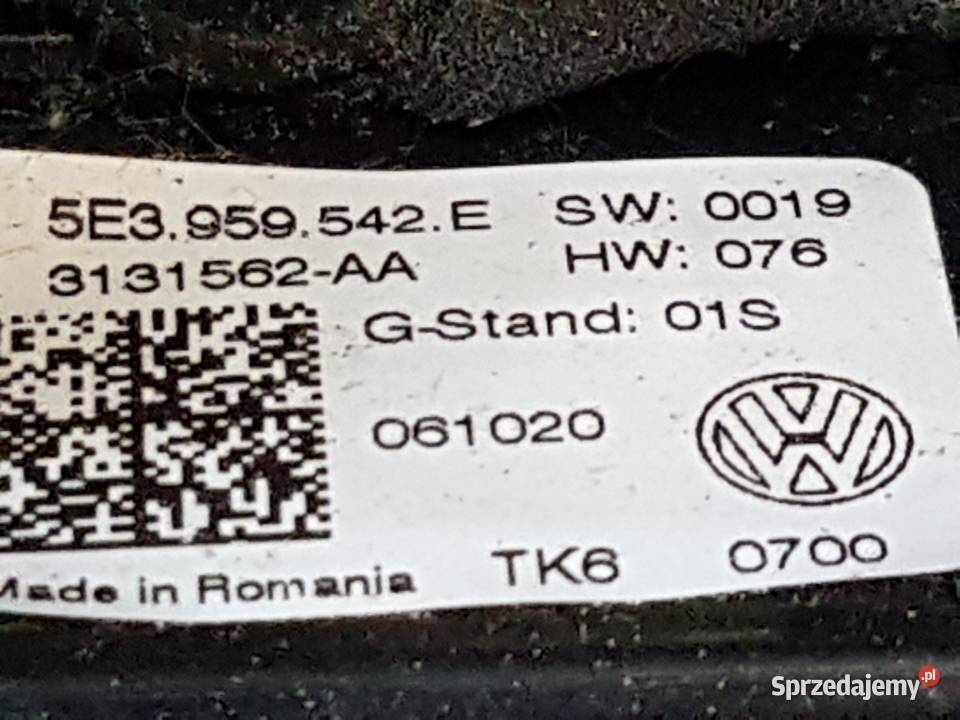 5E3.959.542.E SW: 0019
3131562-AA HW: 076
G-Stand: 01S
061020
Made in Romania TK6 0700
Sprzedajemy.pl